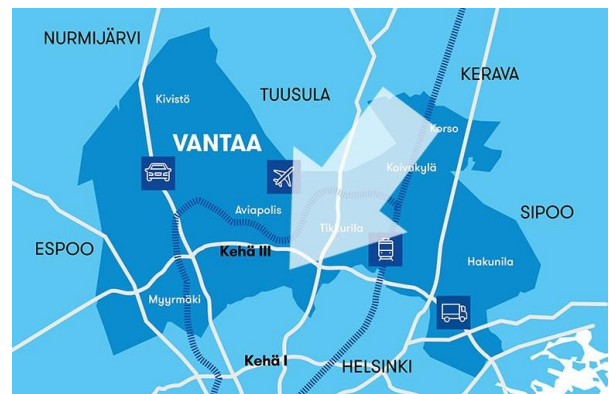 NURMIJÄRVI
KERAVA
TUUSULA
Kivistö
Korso
VANTAA
Koivukylä
Aviapolis
SIPOO
Tikkurila
ESPOO
Kehä III
Hakunila
Myyrmäki
Kehä I
HELSINKI